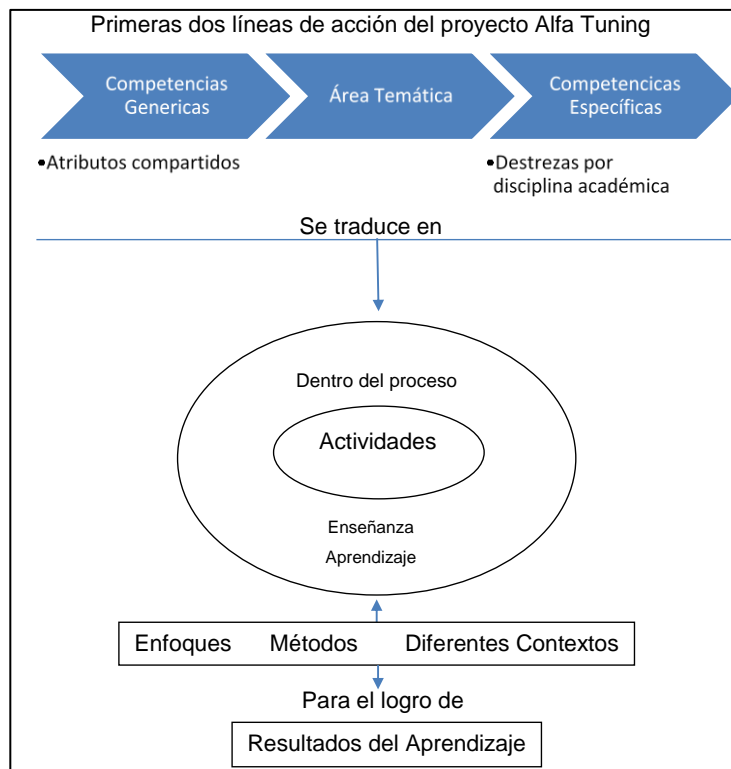 Primeras dos líneas de acción del proyecto Alfa Tuning
Competencias
Genericas
Área Temática
Competencicas
Específicas
•Atributos compartidos
•Destrezas por
disciplina académica
Se traduce en
Dentro del proceso
Actividades
Enseñanza
Aprendizaje
Enfoques Métodos Diferentes Contextos
Para el logro de
Resultados del Aprendizaje